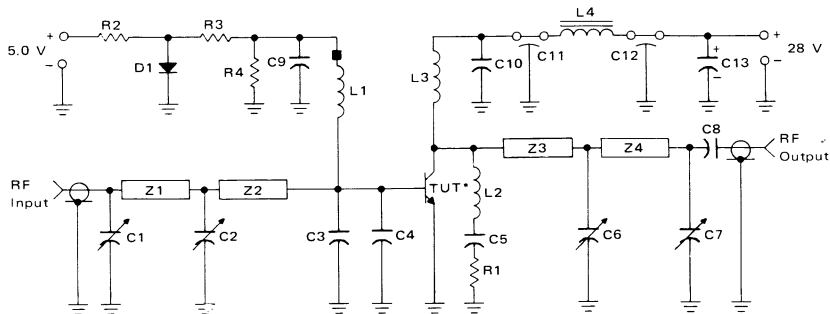 R2
R3
L4
+
5.0 V
–
D1
R4
C9
L1
L3
C10
C11
C12
+
C13
–
+
28 V
–
RF
Input
Z1
Z2
C1
C2
C3
C4
TUT*
L2
C5
R1
Z3
Z4
C6
C7
C8
RF
Output